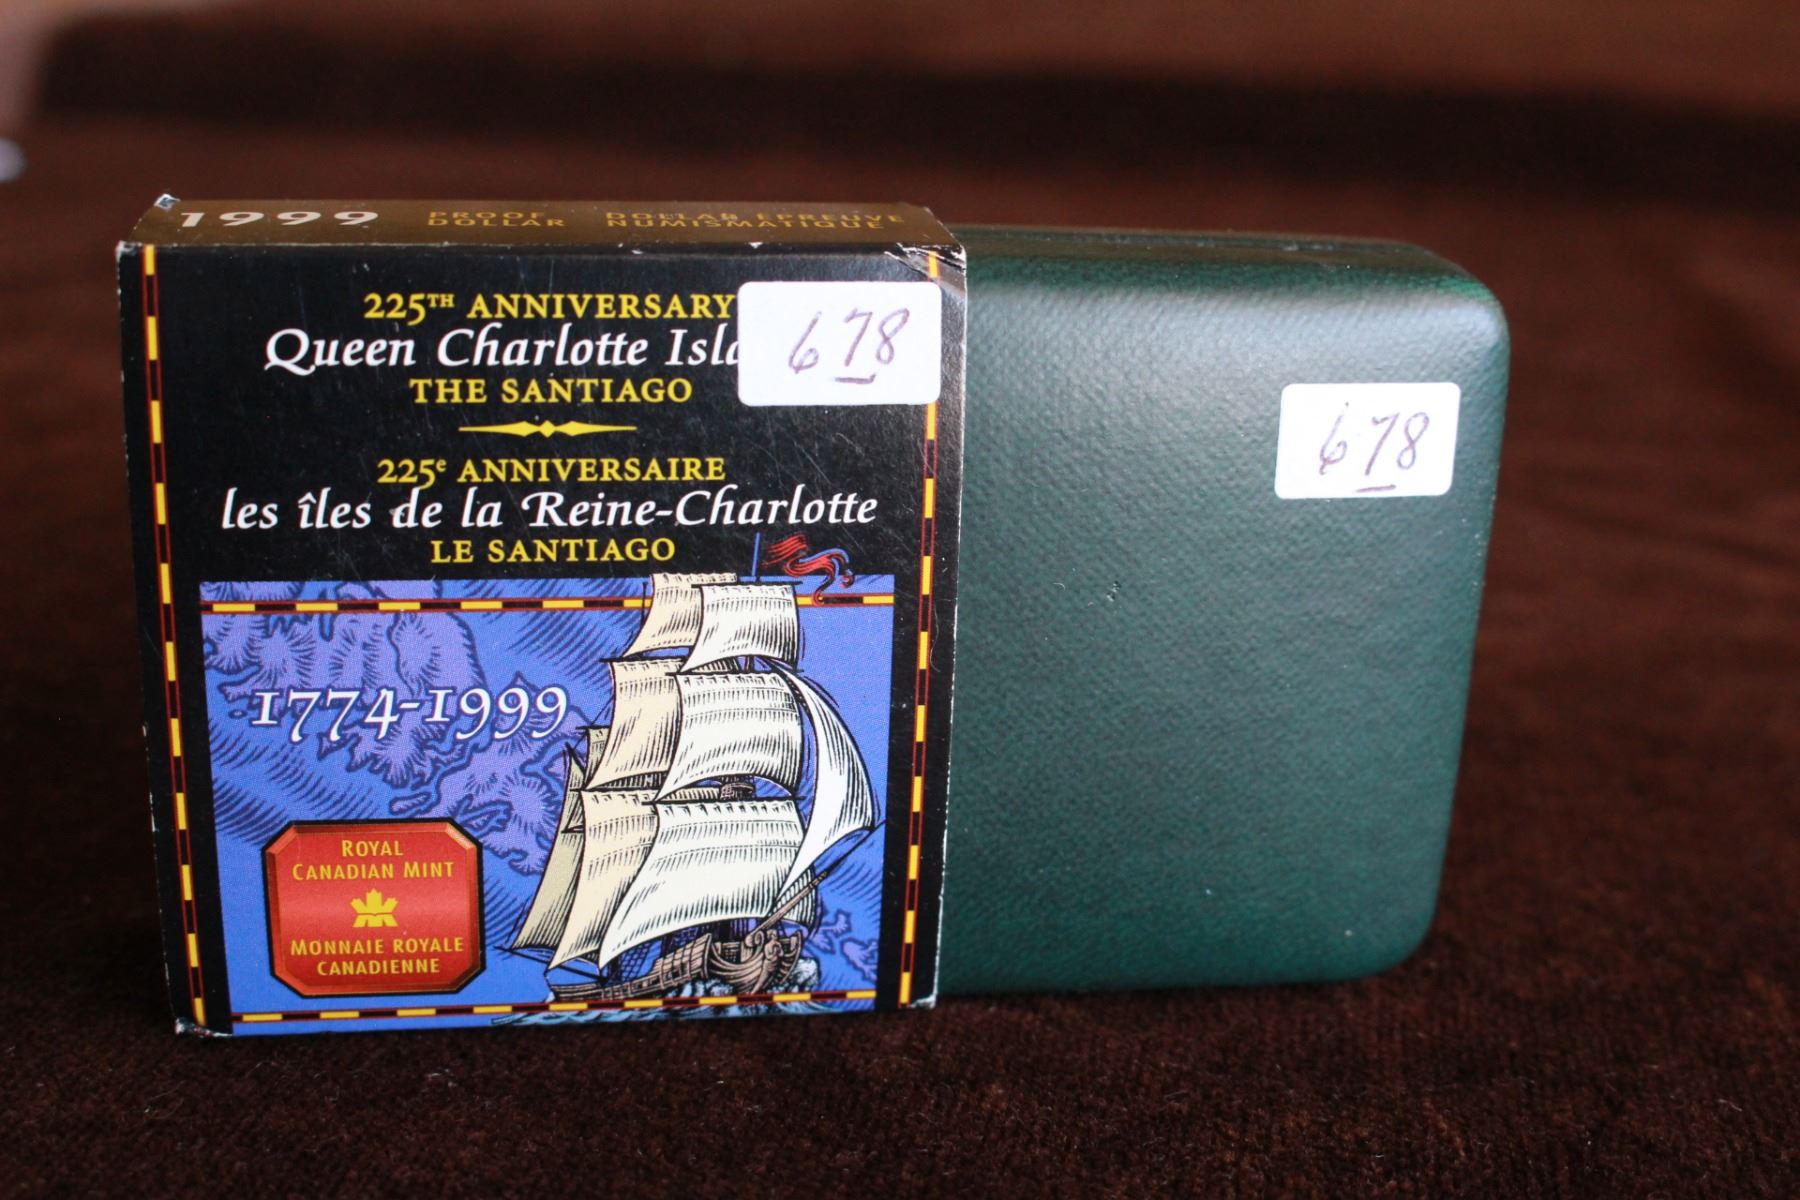 1999 PROOF DOLLAR DOLLAR ÉPREUVE NUMISMATIQUE
225TH ANNIVERSARY
Queen Charlotte
THE SANTIAGO
225e ANNIVERSAIRE
les îles de la Reine-Charlotte
LE SANTIAGO
1774-1999
ROYAL
CANADIAN MINT
MONNAIE ROYALE
CANADIENNE
678
678